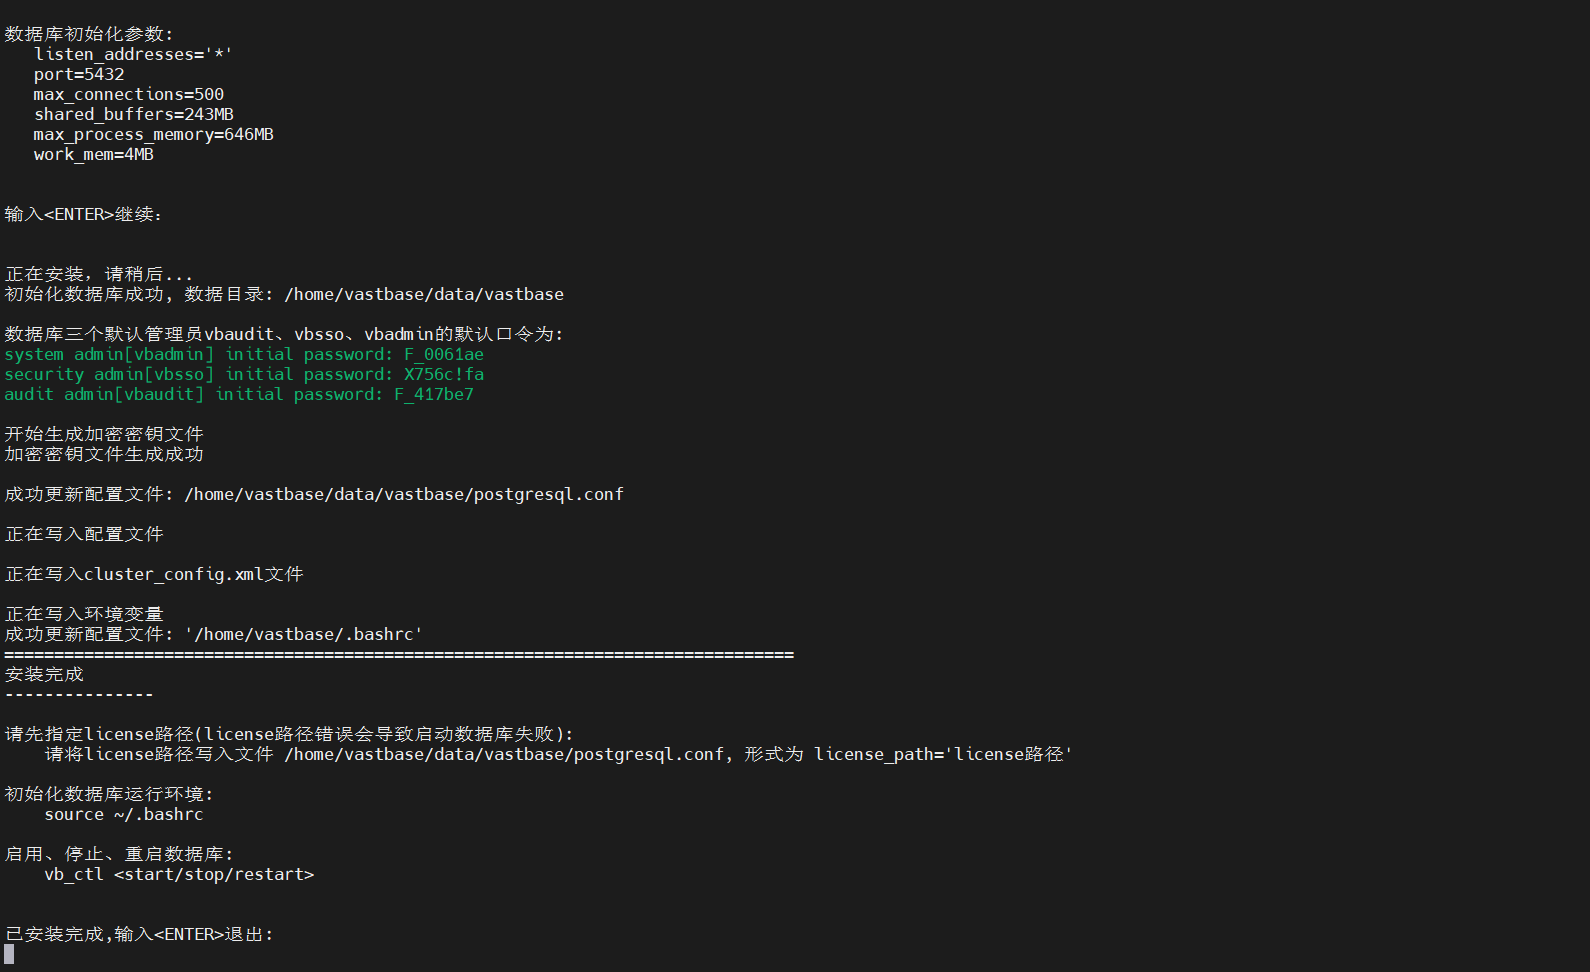 数据库初始化参数:
listen_addresses='*'
port=5432
max_connections=500
shared_buffers=243MB
max_process_memory=646MB
work_mem=4MB
输入<ENTER>继续:
正在安装, 请稍后...
初始化数据库成功, 数据目录: /home/vastbase/data/vastbase
数据库三个默认管理员vbaudit、vbsso、vbadmin的默认口令为:
system admin[vbadmin] initial password: F_0061ae
security admin[vbsso] initial password: X756c!fa
audit admin[vbaudit] initial password: F_417be7
开始生成加密密钥文件
加密密钥文件生成成功
成功更新配置文件: /home/vastbase/data/vastbase/postgresql.conf
正在写入配置文件
正在写入cluster_config.xml文件
正在写入环境变量
成功更新配置文件: '/home/vastbase/.bashrc'
===============================================================================
安装完成
---------------
请先指定license路径(license路径错误会导致启动数据库失败):
请将license路径写入文件 /home/vastbase/data/vastbase/postgresql.conf, 形式为 license_path='license路径'
初始化数据库运行环境:
source ~/.bashrc
启用、停止、重启数据库:
vb_ctl <start/stop/restart>
已安装完成,输入<ENTER>退出: